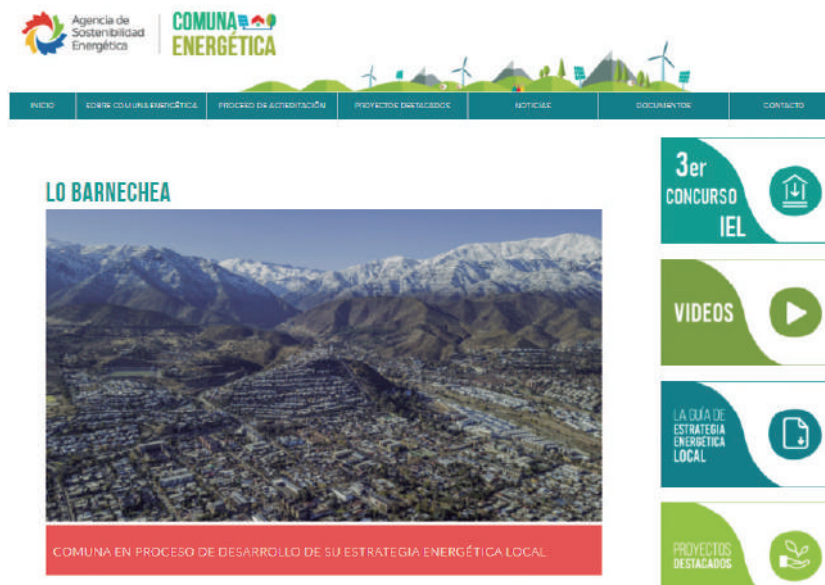 Agencia de
Sostenibilidad
Energética
COMUNA
ENERGÉTICA
INICIO
SOBRE COMUNA ENERGÉTICA
PROCESO DE ACREDITACIÓN
PROYECTOS DESTACADOS
NOTICIAS
DOCUMENTOS
CONTACTO
LO BARNECHEA
COMUNA EN PROCESO DE DESARROLLO DE SU ESTRATEGIA ENERGÉTICA LOCAL
3er
CONCURSO
IEL
VIDEOS
LA GUÍA DE
ESTRATEGIA
ENERGÉTICA
LOCAL
PROYECTOS
DESTACADOS